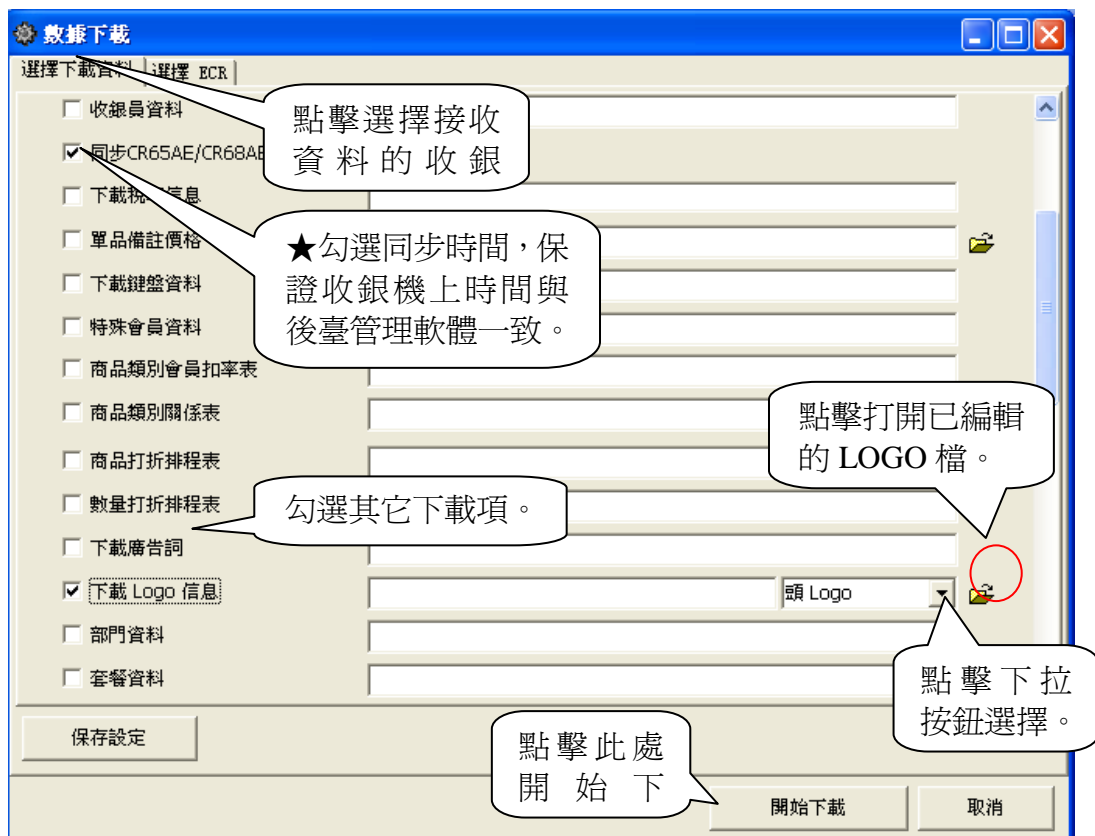 數據下載
選擇下載資料 選擇 ECR
收銀員資料
點擊選擇接收
資料的收銀
同步CR65AE/CR68AE
下載稅
信息
單品備註價格
★勾選同步時間，保
證收銀機上時間與
後臺管理軟體一致。
下載鍵盤資料
特殊會員資料
商品類別會員扣率表
商品類別關係表
點擊打開已編輯
的 LOGO 檔。
商品打折排程表
數量打折排程表
勾選其它下載項。
下載廣告詞
下載 Logo 信息 頭 Logo
部門資料
套餐資料
點擊下拉
按鈕選擇。
保存設定
點擊此處
開始下
開始下載 取消